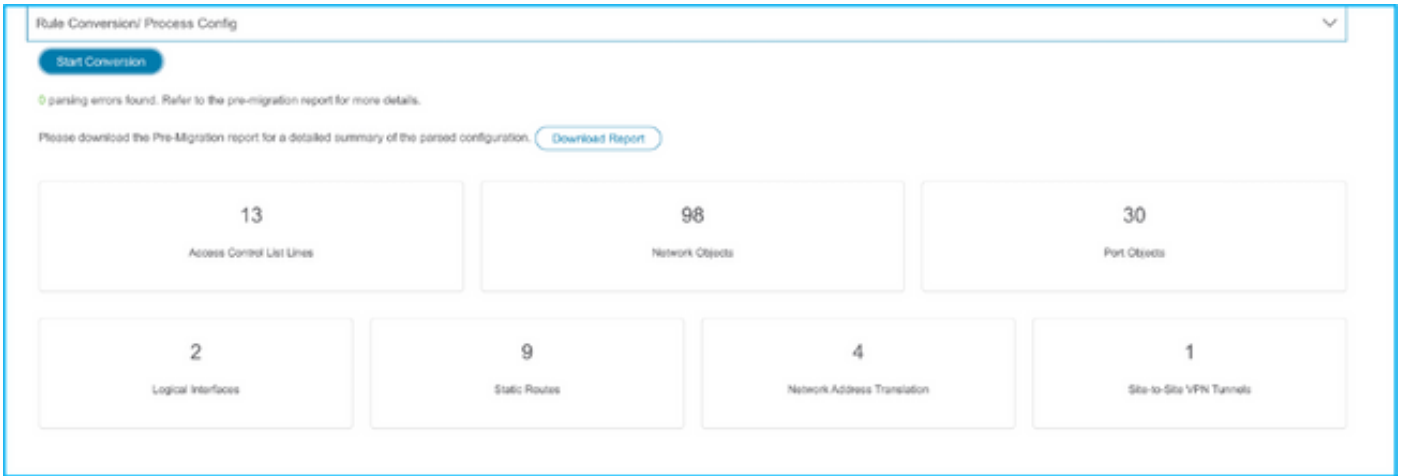 Rule Conversion/ Process Config
Start Conversion
0 parsing errors found. Refer to the pre-migration report for more details.
Please download the Pre-Migration report for a detailed summary of the parsed configuration. Download Report
13 98 30
Access Control List Lines Network Objects Port Objects
2 9 4 1
Logical Interfaces Static Routes Network Address Translation Site-to-Site VPN Tunnels